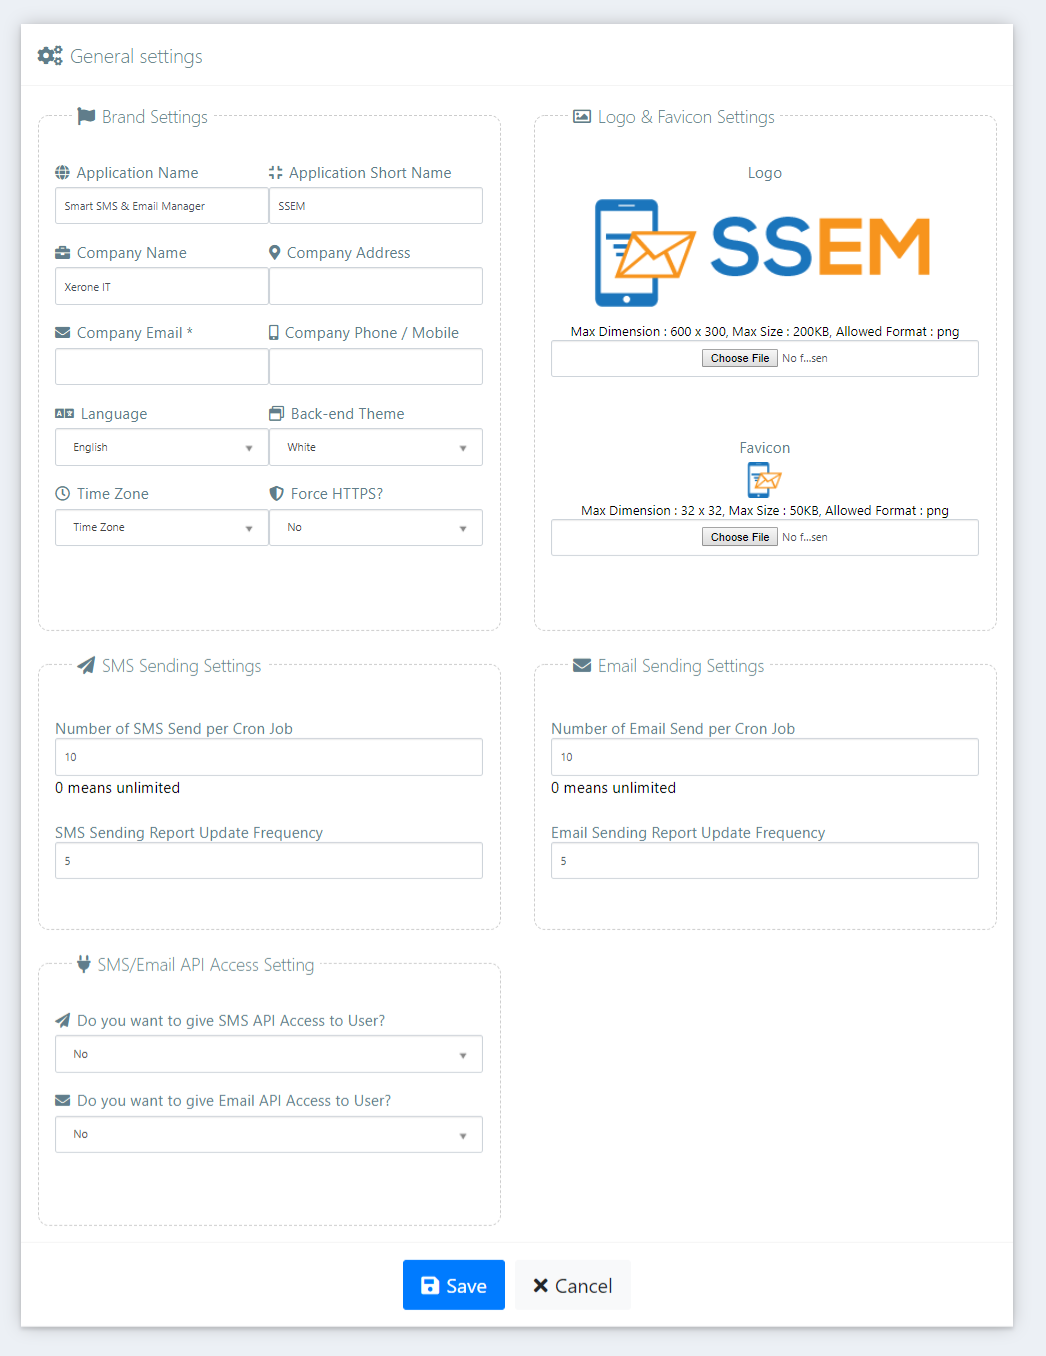 General settings
Brand Settings
Application Name
Application Short Name
Smart SMS & Email Manager
SSEM
Company Name
Company Address
Xerone IT
Company Email *
Company Phone / Mobile
Language
Back-end Theme
English
White
Time Zone
Force HTTPS?
Time Zone
No
Logo & Favicon Settings
Logo
SSEM
Max Dimension : 600 x 300, Max Size : 200KB, Allowed Format : png
Choose File No f...sen
Favicon
Max Dimension : 32 x 32, Max Size : 50KB, Allowed Format : png
Choose File No f...sen
SMS Sending Settings
Number of SMS Send per Cron Job
10
0 means unlimited
SMS Sending Report Update Frequency
5
Email Sending Settings
Number of Email Send per Cron Job
10
0 means unlimited
Email Sending Report Update Frequency
5
SMS/Email API Access Setting
Do you want to give SMS API Access to User?
No
Do you want to give Email API Access to User?
No
Save
Cancel